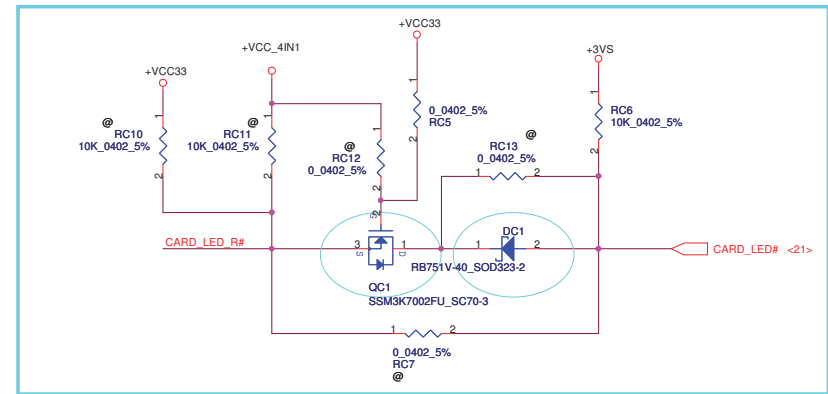 +VCC33
+VCC_4IN1
+3VS
+VCC33
1
1
1
1
@
RC10
10K_0402_5%
2
@
RC11
10K_0402_5%
2
@
RC12
0_0402_5%
2
0_0402_5%
RC5
2
@
RC13
0_0402_5%
1
2
1
RC6
10K_0402_5%
2
G
CARD_LED_R#
3
S
1
D
2
QC1
SSM3K7002FU_SC70-3
DC1
1
2
RB751V-40_SOD323-2
CARD_LED# <21>
1
2
0_0402_5%
RC7
@